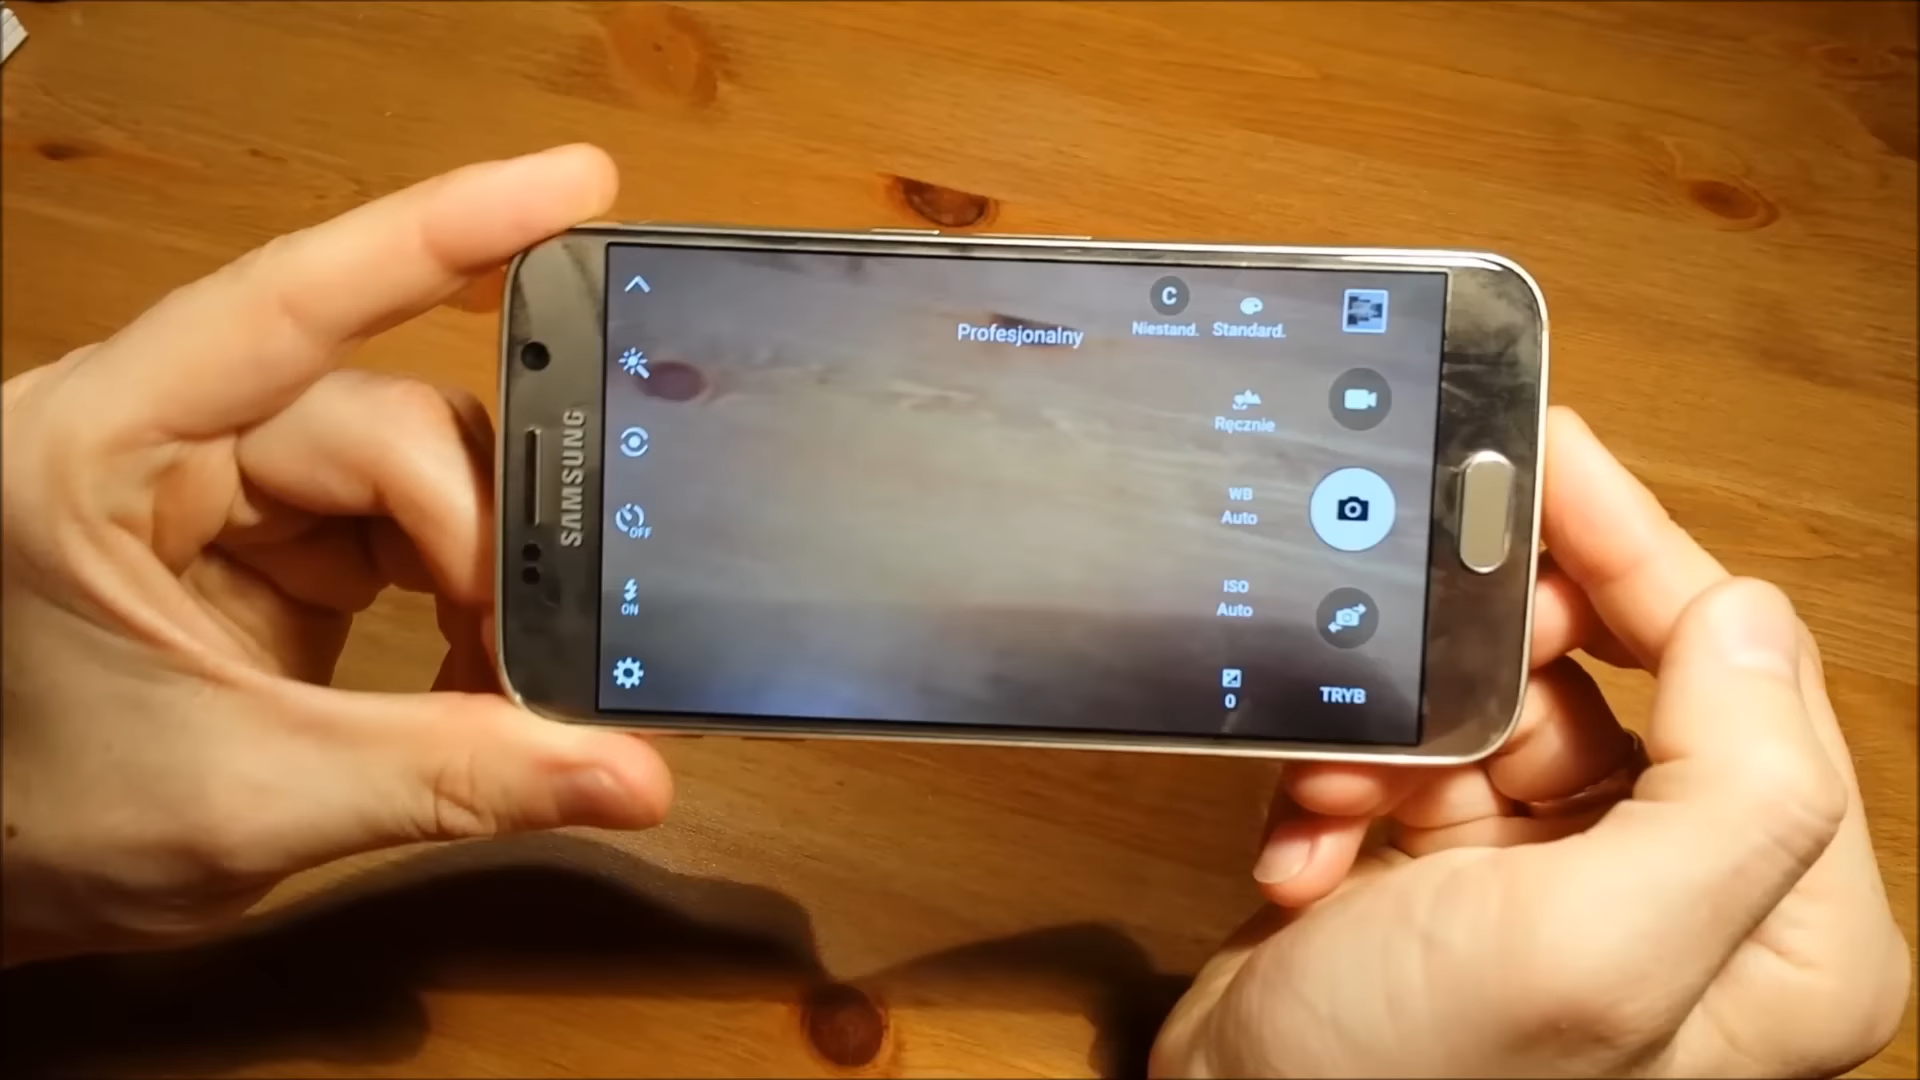 SAMSUNG
OFF
ON
Profesjonalny
C
Niestand.
Standard.
Ręcznie
WB
Auto
ISO
Auto
0
TRYB